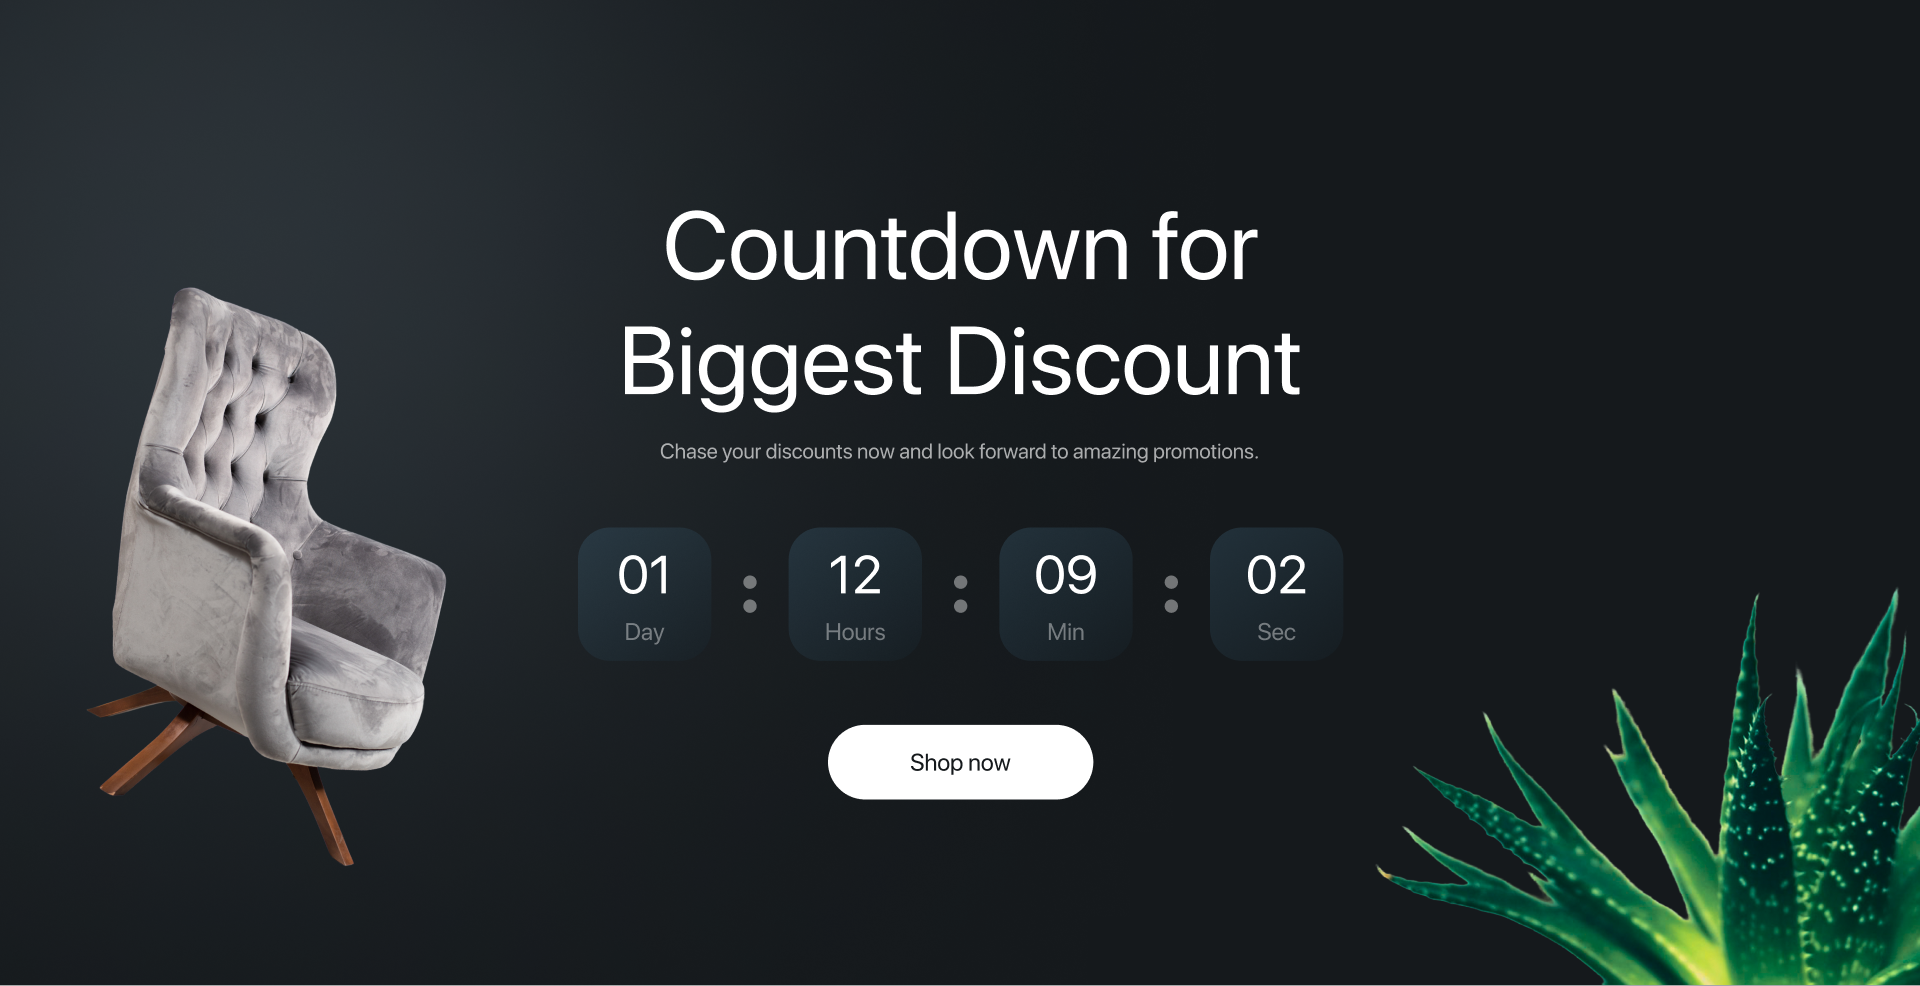 Countdown for
Biggest Discount
Chase your discounts now and look forward to amazing promotions.
01 : 12 : 09 : 02
Day Hours Min Sec
Shop now